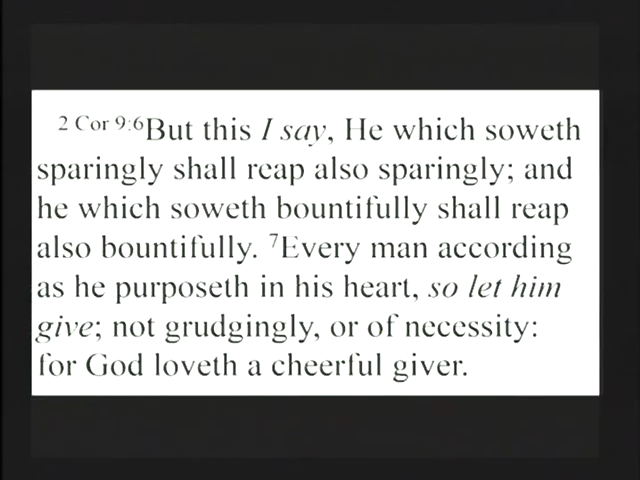 2 Cor 9:6But this I say, He which soweth
sparingly shall reap also sparingly; and
he which soweth bountifully shall reap
also bountifully. 7Every man according
as he purposeth in his heart, so let him
give; not grudgingly, or of necessity:
for God loveth a cheerful giver.